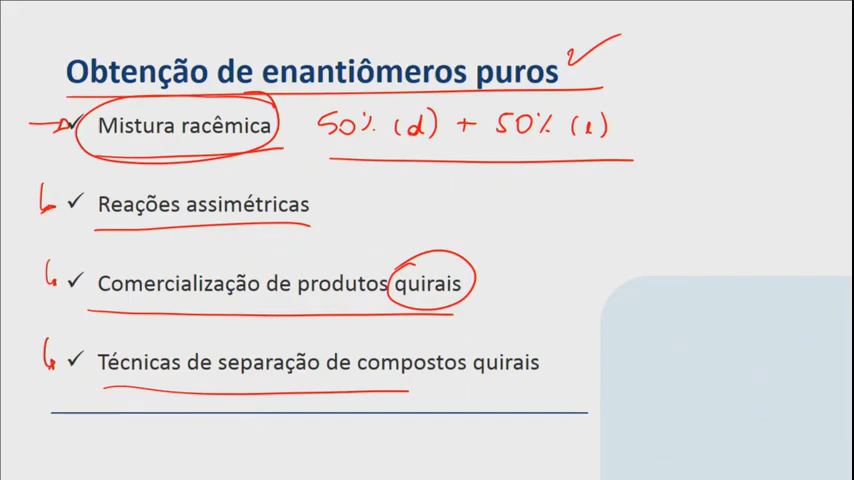 Obtenção de enantiômeros puros
Mistura racêmica 50% (d) + 50% (l)
Reações assimétricas
Comercialização de produtos quirais
Técnicas de separação de compostos quirais